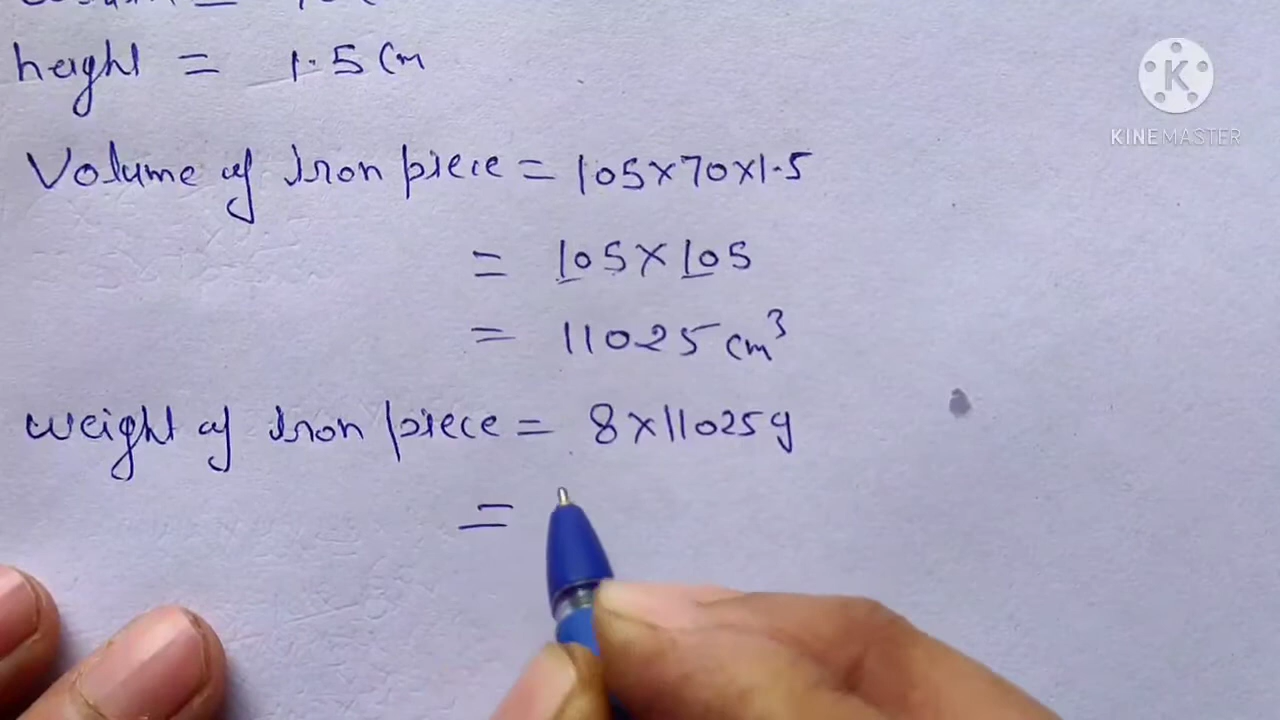 height = 1.5 cm
KINEMASTER
Volume of Iron piece = 105×70×1.5
= 105×105
= 11025 cm³
weight of Iron piece = 8×11025g
=